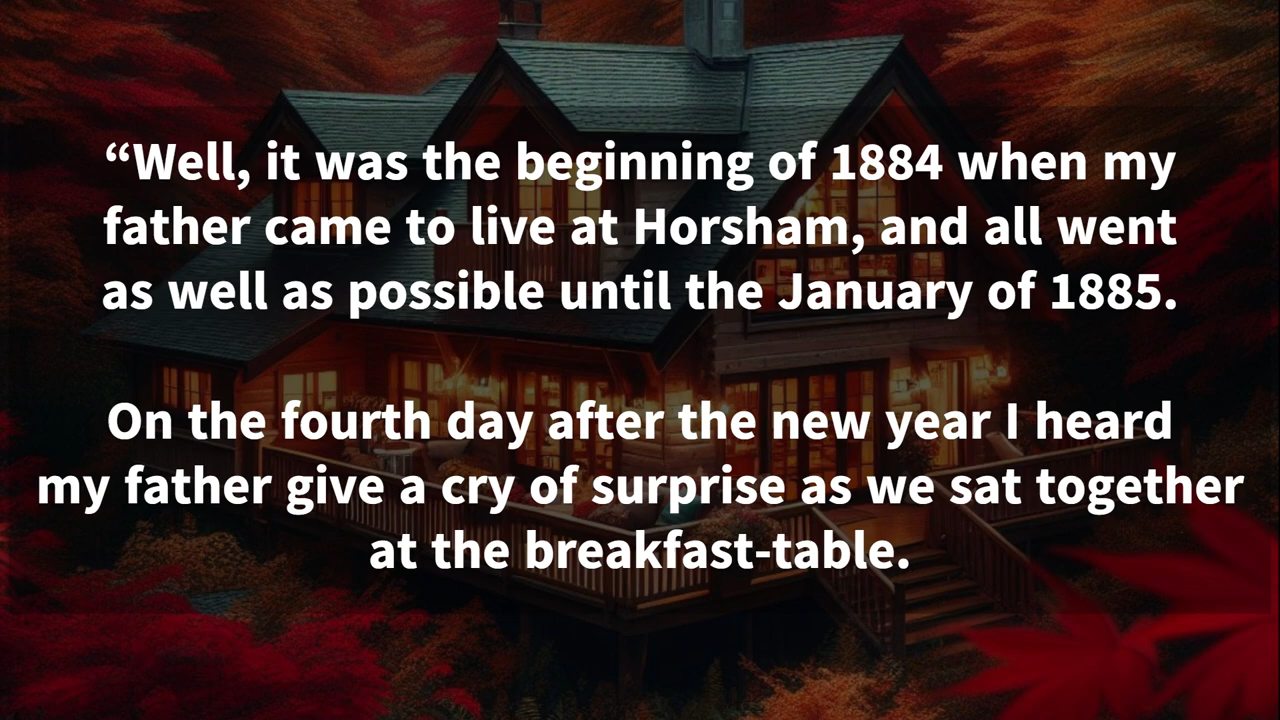 “Well, it was the beginning of 1884 when my
father came to live at Horsham, and all went
as well as possible until the January of 1885.
On the fourth day after the new year I heard
my father give a cry of surprise as we sat together
at the breakfast-table.